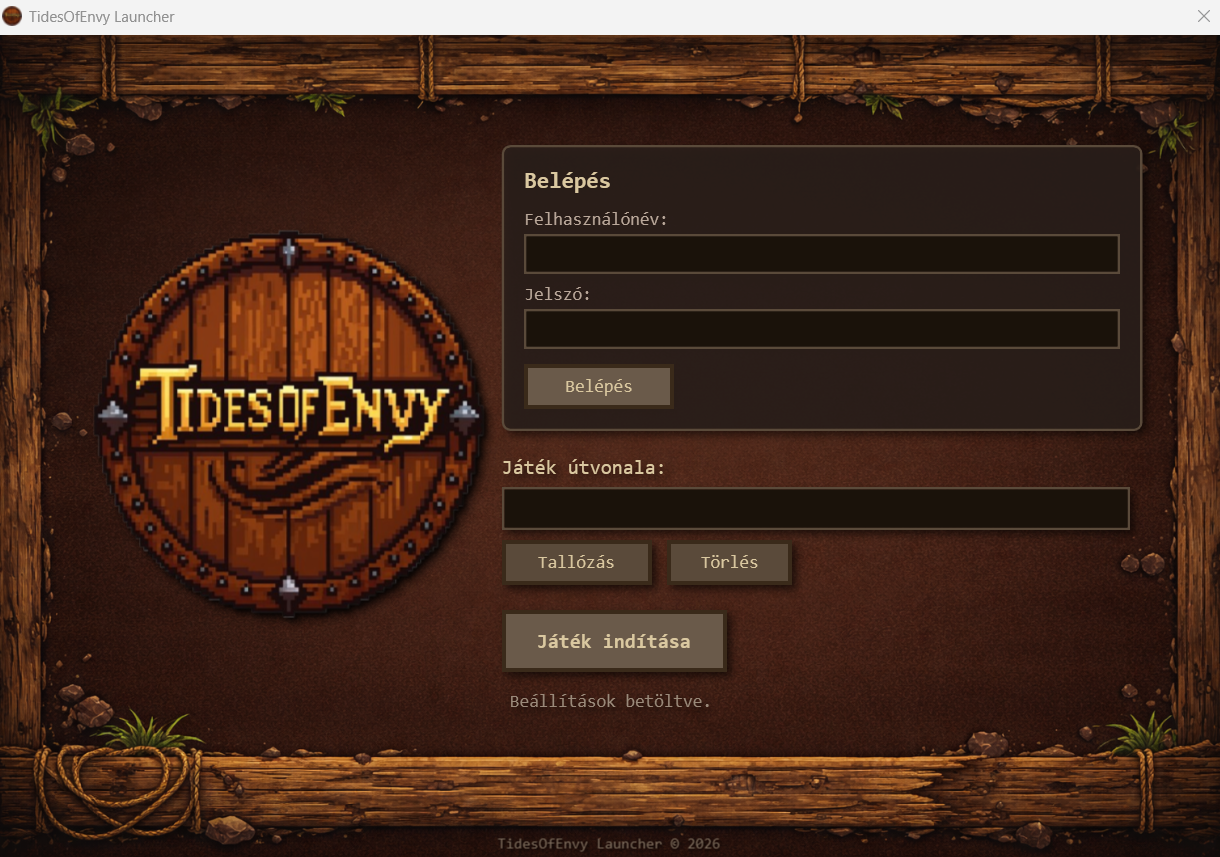 TidesOfEnvy Launcher
Belépés
Felhasználónév:
Jelszó:
Belépés
TIDESOFENVY
Játék útvonala:
Tallózás Törlés
Játék indítása
Beállítások betöltve.
TidesOfEnvy Launcher © 2026